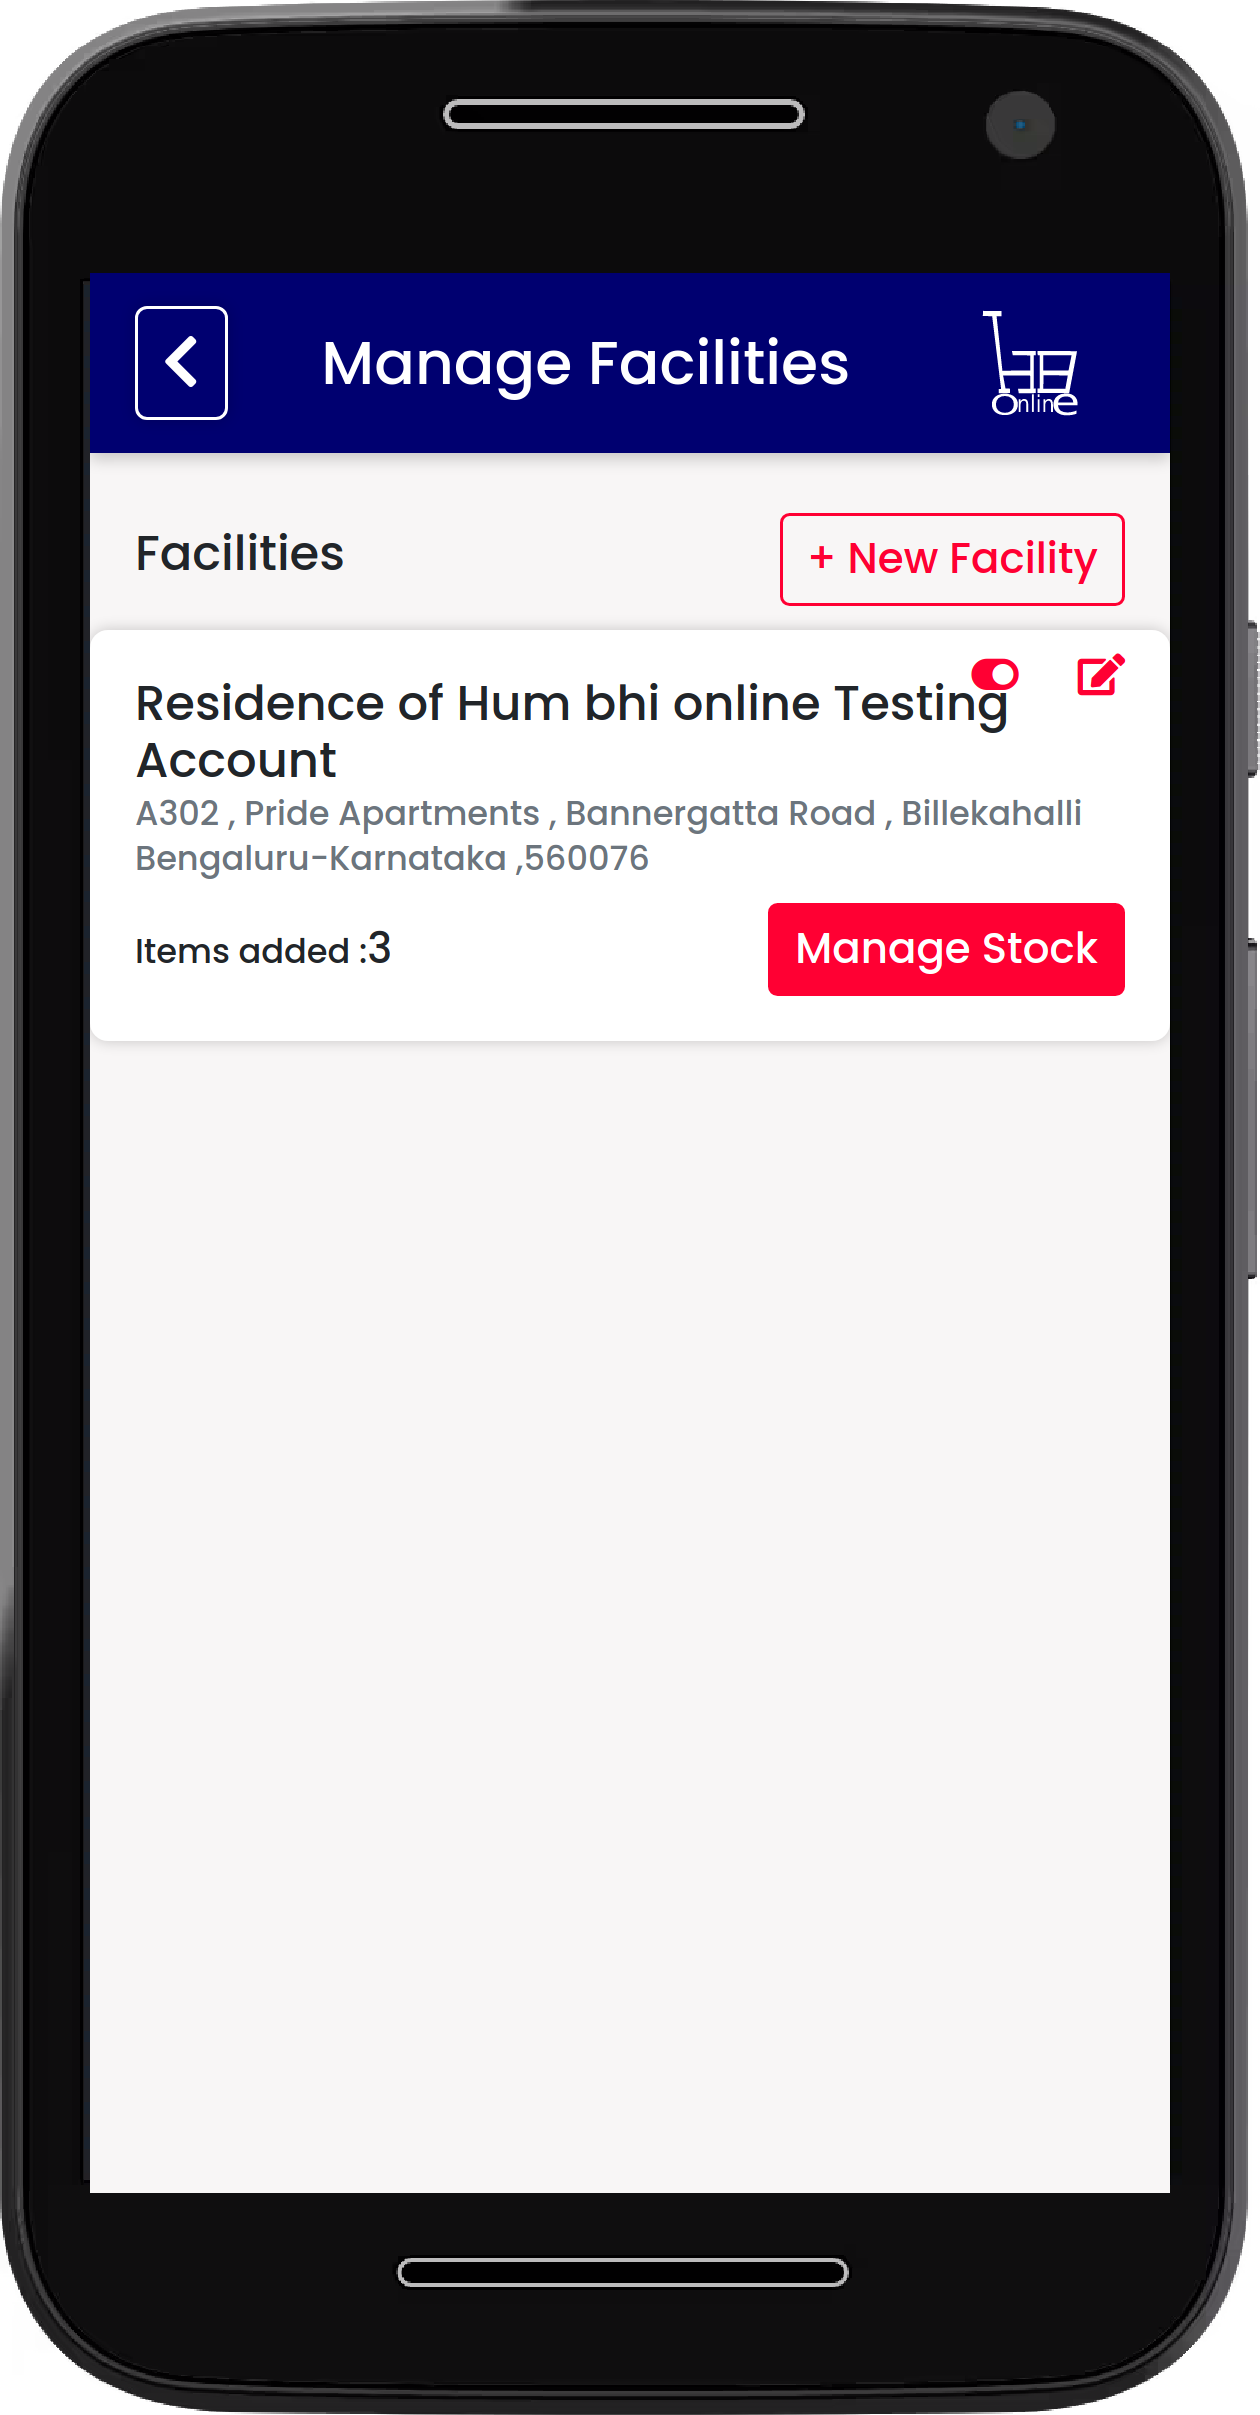 Manage Facilities
Online
Facilities
+ New Facility
Residence of Hum bhi online Testing
Account
A302 , Pride Apartments , Bannergatta Road , Billekahalli
Bengaluru-Karnataka ,560076
Items added :3
Manage Stock